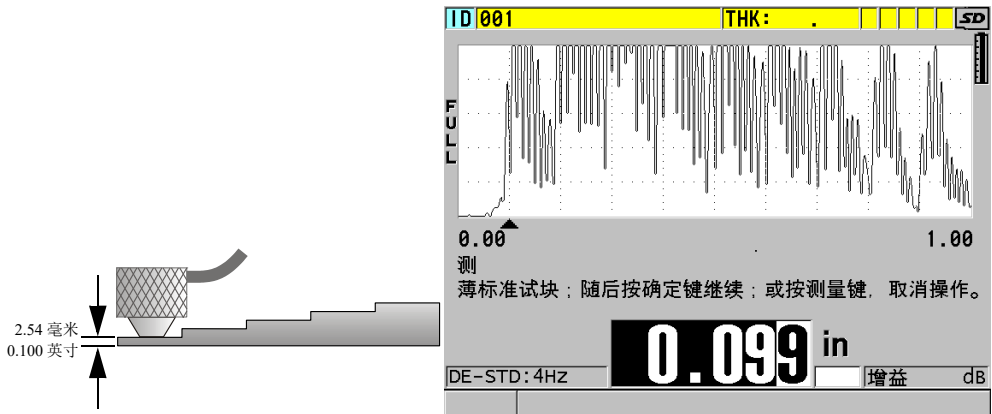 ID 001 THK: . SD
FULL
0.00 1.00
测
薄标准试块；随后按确定键继续；或按测量键，取消操作。
2.54 毫米
0.100 英寸
0.099 in
DE-STD:4Hz 增益 dB